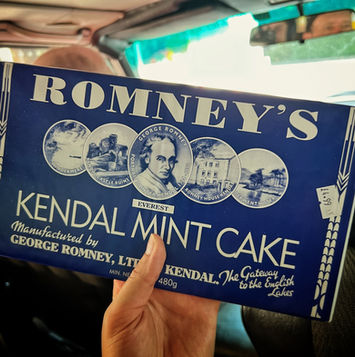 ROMNEY'S
GEORGE ROMNEY
EVEREST
KENDAL MINT CAKE
Manufactured by
GEORGE ROMNEY, LTD KENDAL.
The Gateway
to the English
Lakes
480g